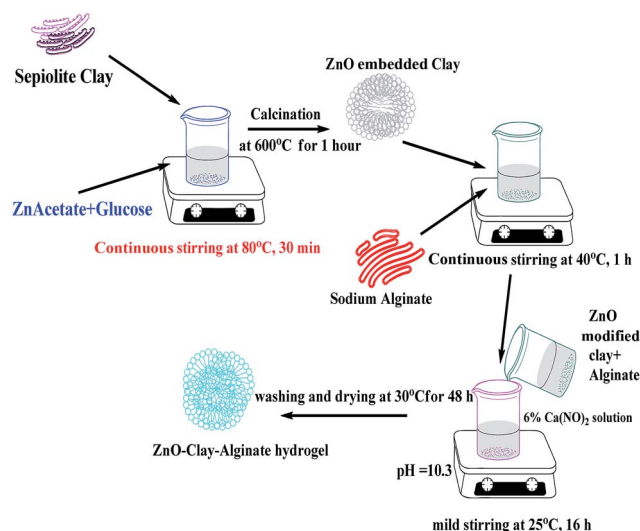 Sepiolite Clay
ZnAcetate+Glucose
Continuous stirring at 80°C, 30 min
Calcination
at 600°C for 1 hour
ZnO embedded Clay
Sodium Alginate
Continuous stirring at 40°C, 1 h
ZnO
modified
clay+
Alginate
6% Ca(NO)₂ solution
pH =10.3
mild stirring at 25°C, 16 h
washing and drying at 30°Cfor 48 h
ZnO-Clay-Alginate hydrogel